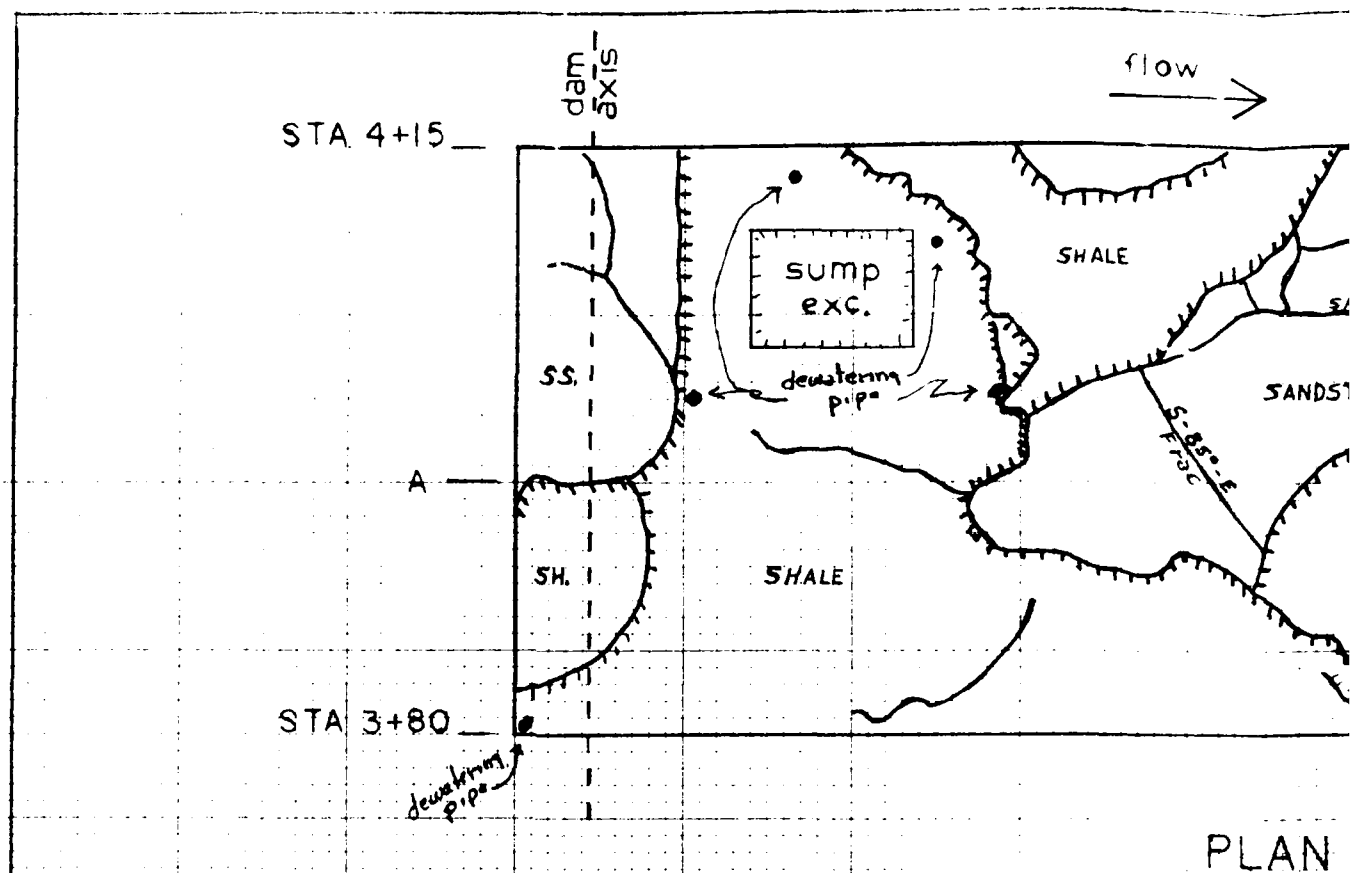 dam
axis
flow
STA 4+15
SHALE
sump
exc.
SS.
dewatering
pipe
SANDST
S-85°-E
Frac
A
SH.
SHALE
STA 3+80
dewatering
pipe
PLAN